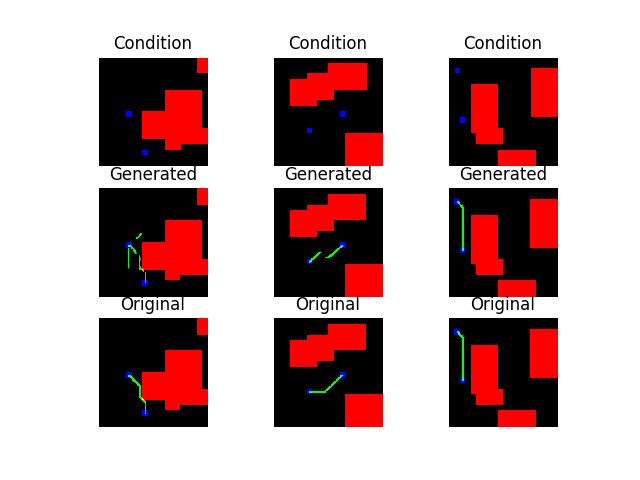 Condition Condition Condition
Generated Generated Generated
Original Original Original